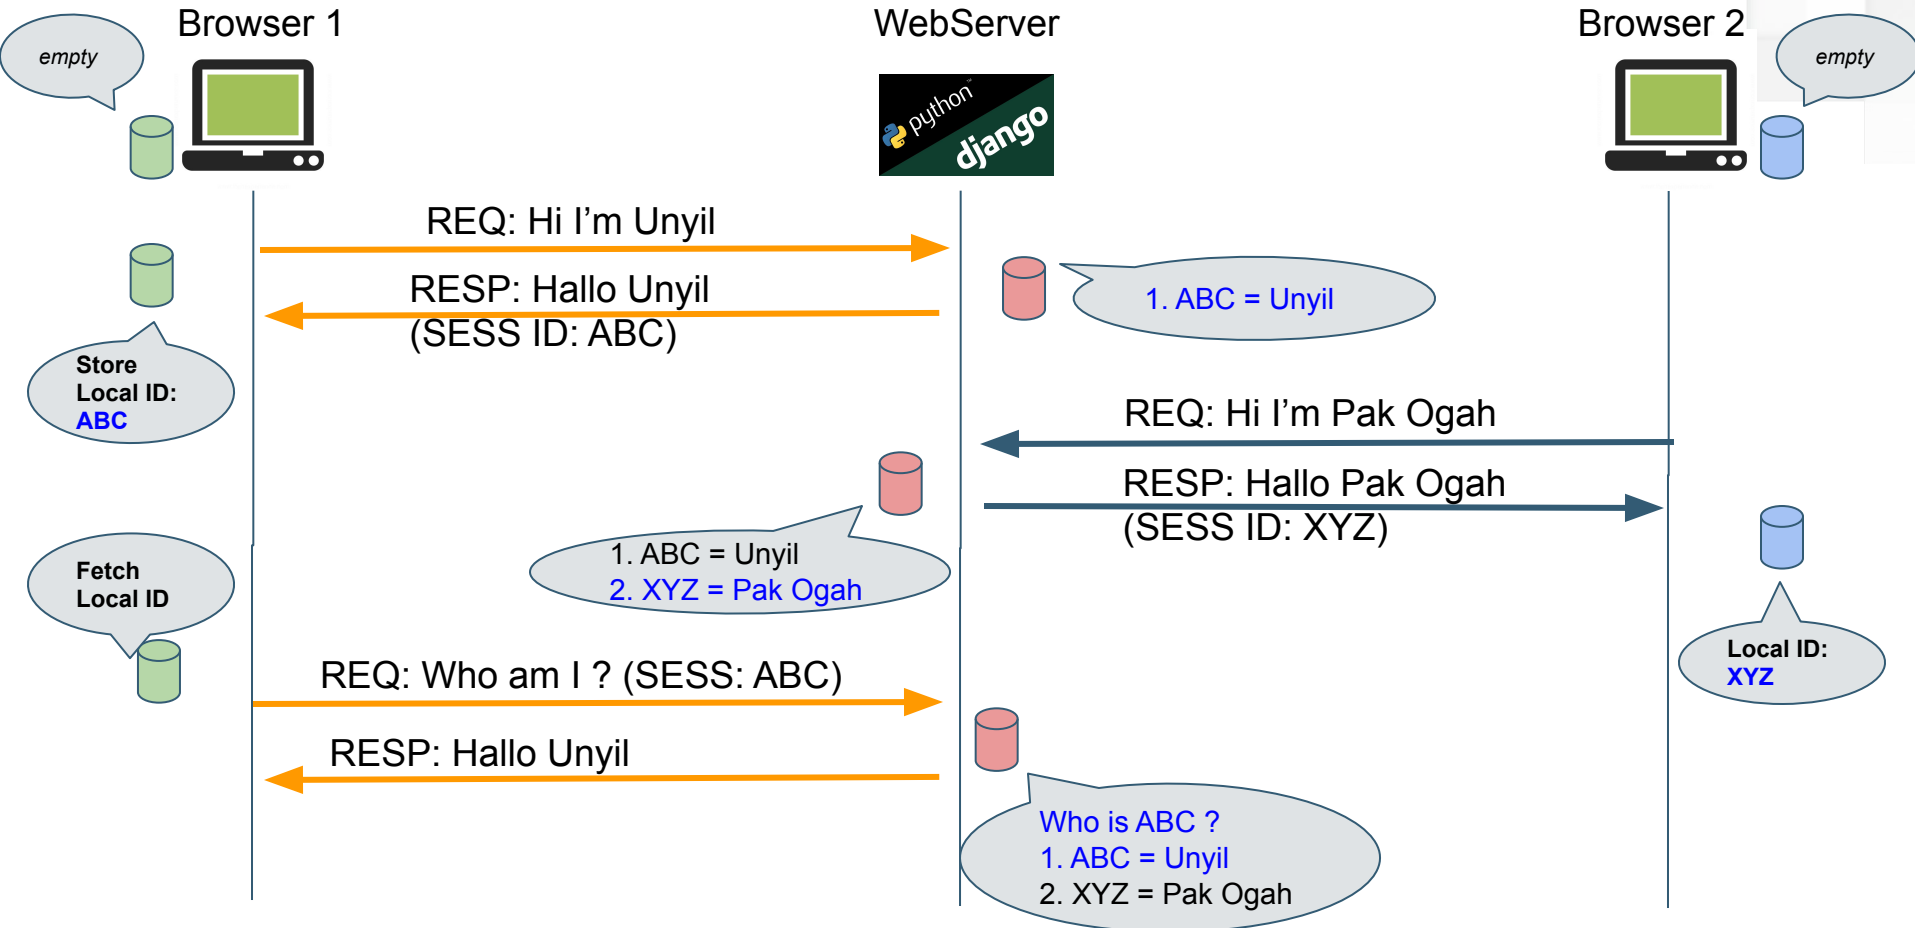 Browser 1
WebServer
Browser 2
empty
empty
python
django
REQ: Hi I’m Unyil
RESP: Hallo Unyil
(SESS ID: ABC)
1. ABC = Unyil
Store
Local ID:
ABC
REQ: Hi I’m Pak Ogah
RESP: Hallo Pak Ogah
(SESS ID: XYZ)
1. ABC = Unyil
2. XYZ = Pak Ogah
Fetch
Local ID
Local ID:
XYZ
REQ: Who am I ? (SESS: ABC)
RESP: Hallo Unyil
Who is ABC ?
1. ABC = Unyil
2. XYZ = Pak Ogah